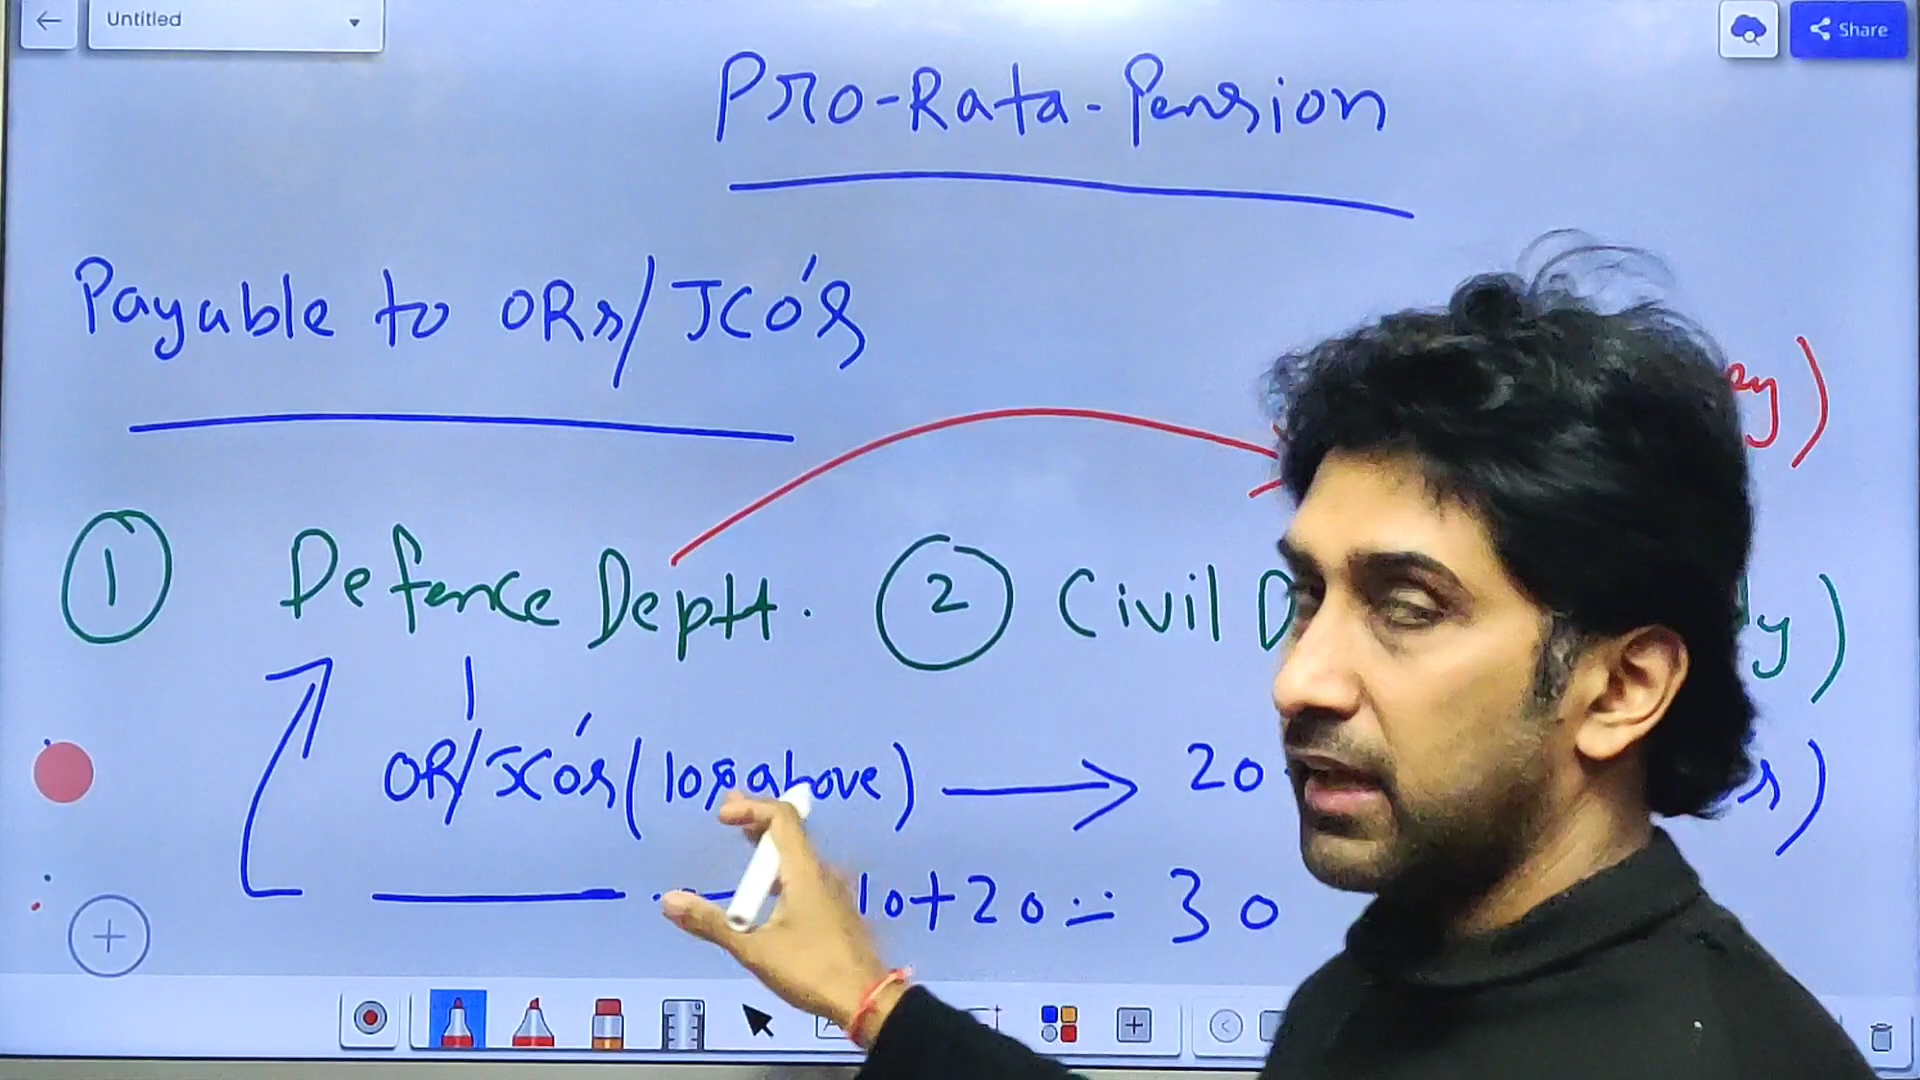 Untitled
Share
Pro-Rata-Pension
Payable to ORs/JCO's
① Defence Deptt. ② Civil D
OR/JCO's (10 & above) → 20
10+20 = 30